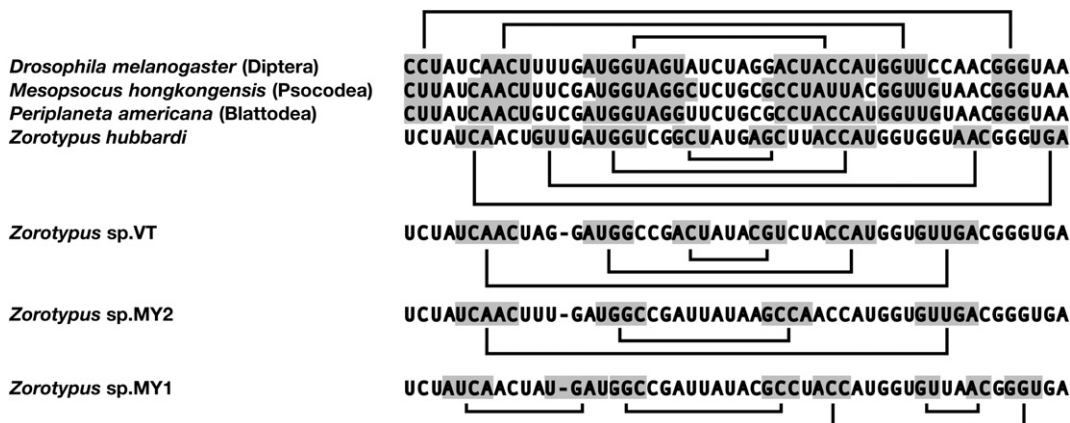 Drosophila melanogaster (Diptera) CCUAUCAACUUUUGAUGGUAGUAUCUAGGACUACCAUGGUUCCAACGGGUAA
Mesopsocus hongkongensis (Psocodea) CUUAUCAACUUUCGAUGGUAGGCUCUGCGCCUAUUACGGUUGUAACGGGUAA
Periplaneta americana (Blattodea) CUUAUCAACUGUCGAUGGUAGGUUCUGCGCCUACCAUGGUUGUAACGGGUAA
Zorotypus hubbardi UCUAUCAACUGUUGAUGGUCGGCUAUGAGCUUACCAUGGUGGUAACGGGUGA
Zorotypus sp.VT UCUAUCAACUAG-GAUGGCCGACUAUACGUCUACCAUGGUGUUGACGGGUGA
Zorotypus sp.MY2 UCUAUCAACUUU-GAUGGCCGAUUAUAAGCCAACCAUGGUGUUGACGGGUGA
Zorotypus sp.MY1 UCUAUCAACUAU-GAUGGCCGAUUAUACGCCUACCAUGGUGUUAACGGGUGA